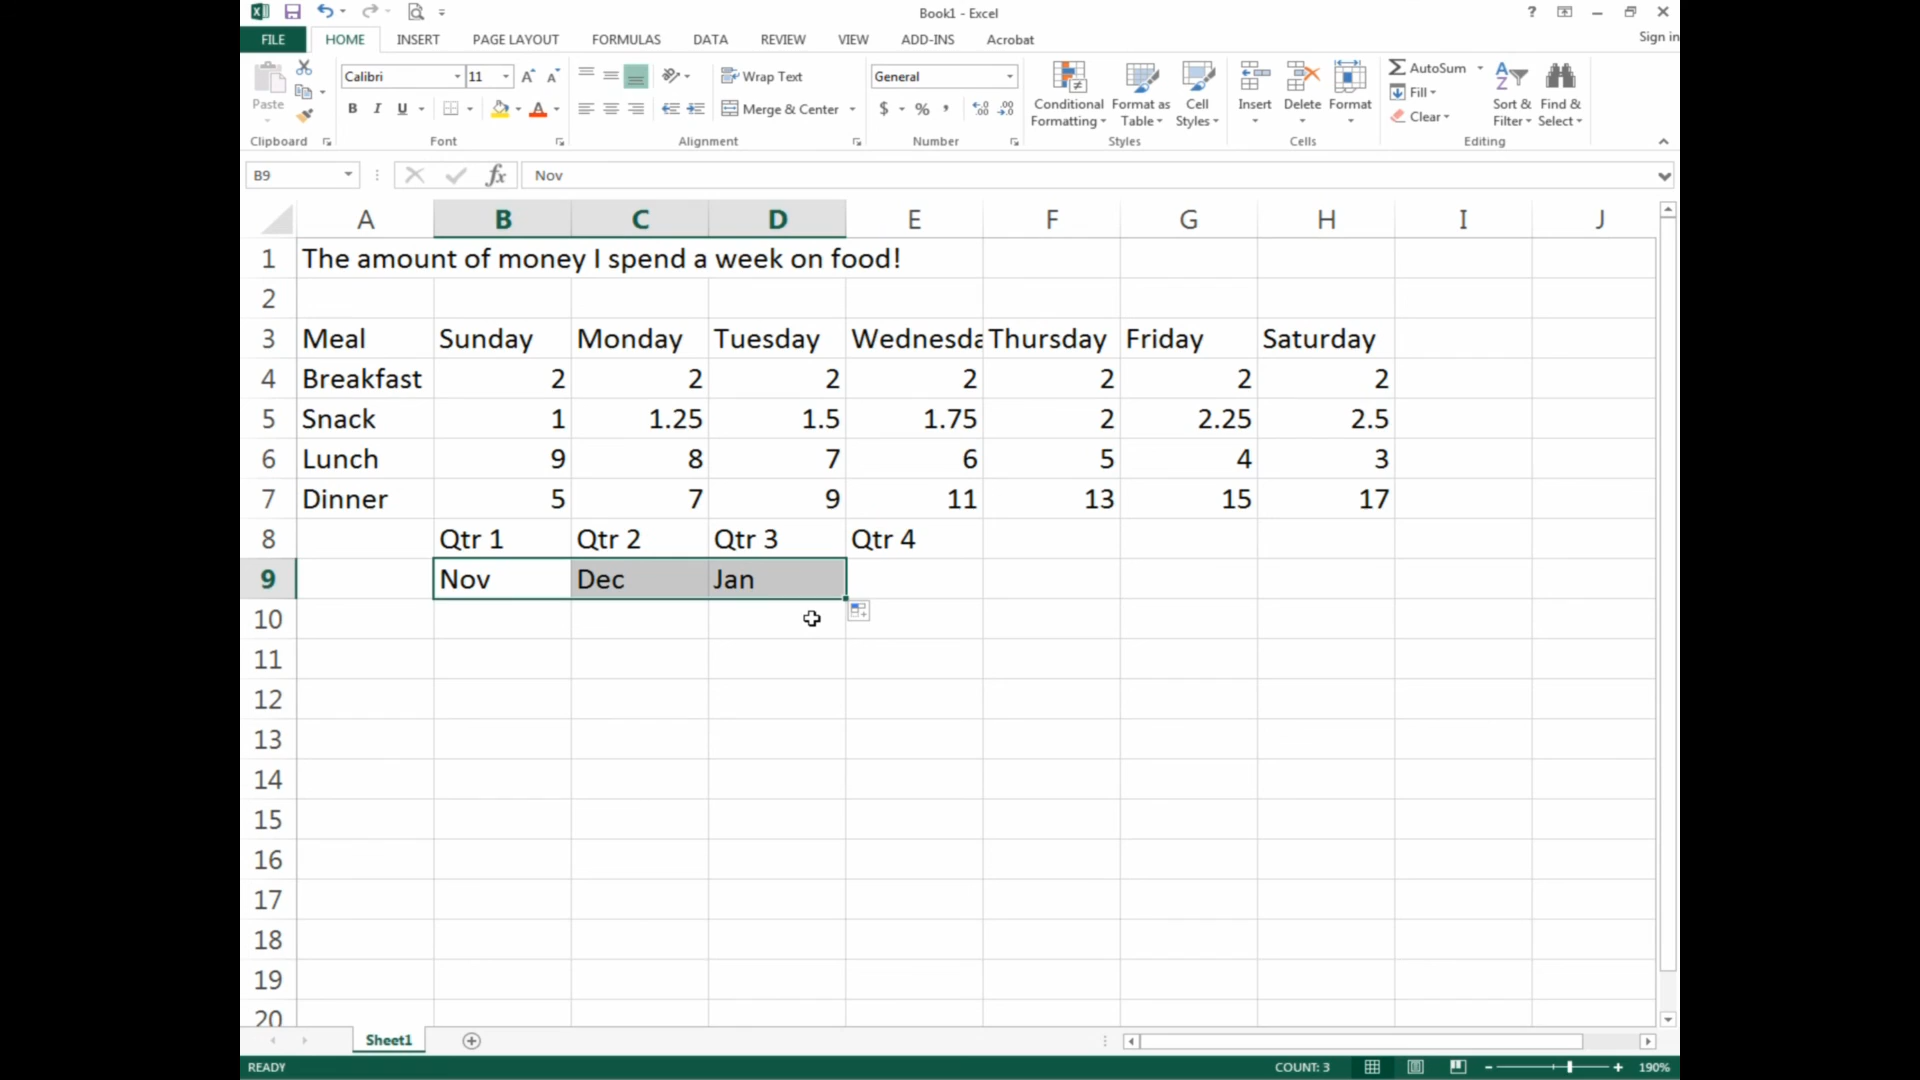 Book1 - Excel
?
Sign in
FILE HOME INSERT PAGE LAYOUT FORMULAS DATA REVIEW VIEW ADD-INS Acrobat
Paste
Calibri 11
B I U
Wrap Text
Merge & Center
General
$ % ,
Conditional Formatting
Format as Table
Cell Styles
Insert Delete Format
AutoSum
Fill
Clear
Sort & Filter
Find & Select
Clipboard Font Alignment Number Styles Cells Editing
B9 fx Nov
A B C D E F G H I J
1 The amount of money I spend a week on food!
2
3 Meal Sunday Monday Tuesday Wednesda Thursday Friday Saturday
4 Breakfast 2 2 2 2 2 2 2
5 Snack 1 1.25 1.5 1.75 2 2.25 2.5
6 Lunch 9 8 7 6 5 4 3
7 Dinner 5 7 9 11 13 15 17
8 Qtr 1 Qtr 2 Qtr 3 Qtr 4
9 Nov Dec Jan
10
11
12
13
14
15
16
17
18
19
20
Sheet1
READY COUNT: 3 190%